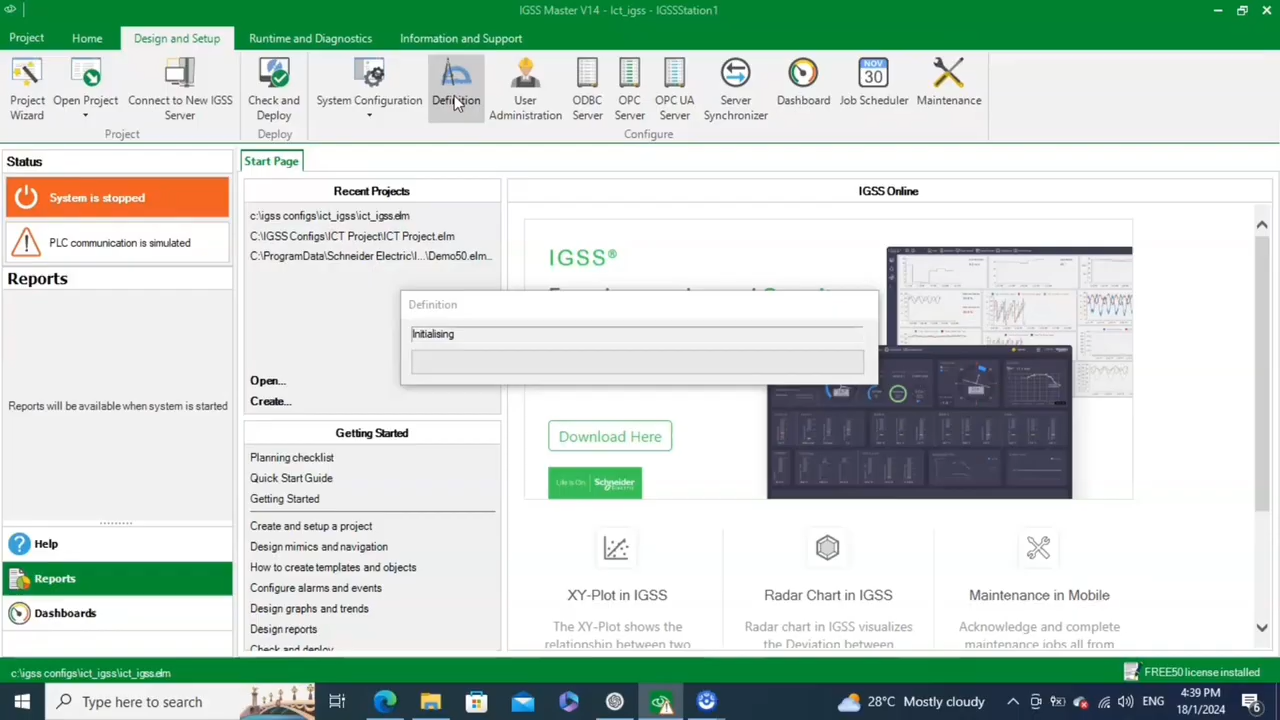 IGSS Master V14 - Ict_igss - IGSSStation1
Project
Home
Design and Setup
Runtime and Diagnostics
Information and Support
Project Wizard
Open Project
Connect to New IGSS Server
Check and Deploy
System Configuration
Definition
User Administration
ODBC Server
OPC Server
OPC UA Server
Server Synchronizer
NOV 30
Dashboard
Job Scheduler
Maintenance
Project
Deploy
Configure
Status
System is stopped
PLC communication is simulated
Reports
Reports will be available when system is started
Help
Reports
Dashboards
Start Page
Recent Projects
c:\igss configs\ict_igss\ict_igss.elm
C:\IGSS Configs\ICT Project\ICT Project.elm
C:\ProgramData\Schneider Electric\I...\Demo50.elm...
Open...
Create...
Getting Started
Planning checklist
Quick Start Guide
Getting Started
Create and setup a project
Design mimics and navigation
How to create templates and objects
Configure alarms and events
Design graphs and trends
Design reports
Check and deploy
Definition
Initialising
IGSS Online
IGSS®
Download Here
Life Is On | Schneider Electric
XY-Plot in IGSS
The XY-Plot shows the
relationship between two
Radar Chart in IGSS
Radar chart in IGSS visualizes
the Deviation between
Maintenance in Mobile
Acknowledge and complete
maintenance jobs all from
c:\igss configs\ict_igss\ict_igss.elm
FREE50 license installed
Type here to search
28°C Mostly cloudy
ENG
4:39 PM
18/1/2024
6